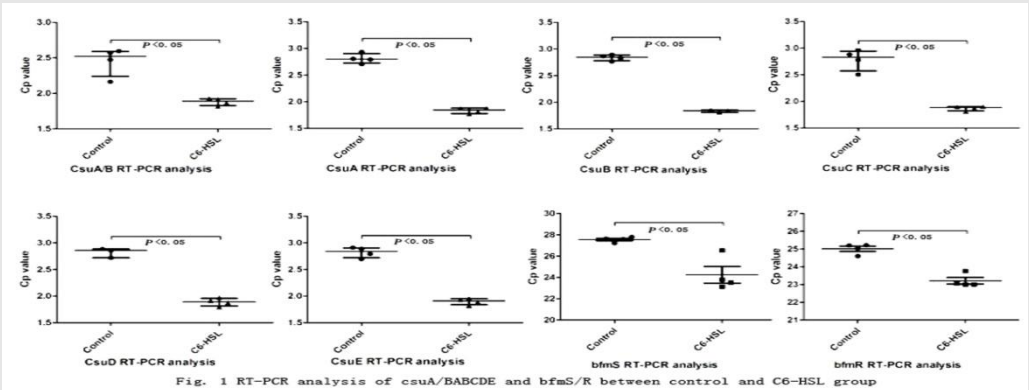 3.0
2.5
2.0
1.5
Cp value
P<0.05
Control
C6-HSL
CsuA/B RT-PCR analysis
3.5
3.0
2.5
2.0
1.5
Cp value
P<0.05
Control
C6-HSL
CsuA RT-PCR analysis
3.5
3.0
2.5
2.0
1.5
Cp value
P<0.05
Control
C6-HSL
CsuB RT-PCR analysis
3.5
3.0
2.5
2.0
1.5
Cp value
P<0.05
Control
C6-HSL
CsuC RT-PCR analysis
3.5
3.0
2.5
2.0
1.5
Cp value
P<0.05
Control
C6-HSL
CsuD RT-PCR analysis
3.5
3.0
2.5
2.0
1.5
Cp value
P<0.05
Control
C6-HSL
CsuE RT-PCR analysis
28
26
24
22
20
Cp value
P<0.05
Control
C6-HSL
bfmS RT-PCR analysis
27
26
25
24
23
22
21
Cp value
P<0.05
Control
C6-HSL
bfmR RT-PCR analysis
Fig. 1 RT-PCR analysis of csuA/BABCDE and bfmS/R between control and C6-HSL group